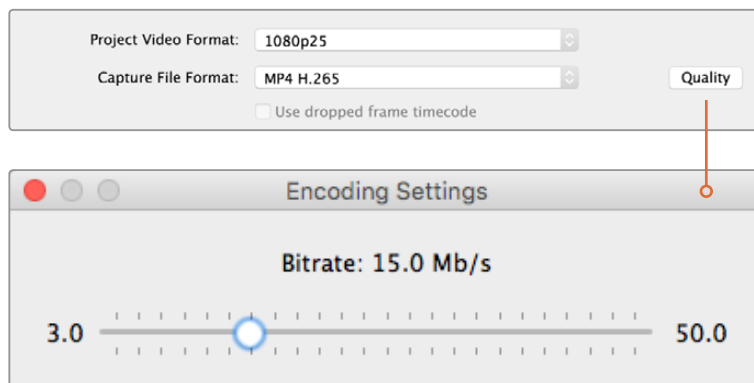 Project Video Format: 1080p25
Capture File Format: MP4 H.265 Quality
Use dropped frame timecode
Encoding Settings
Bitrate: 15.0 Mb/s
3.0 50.0